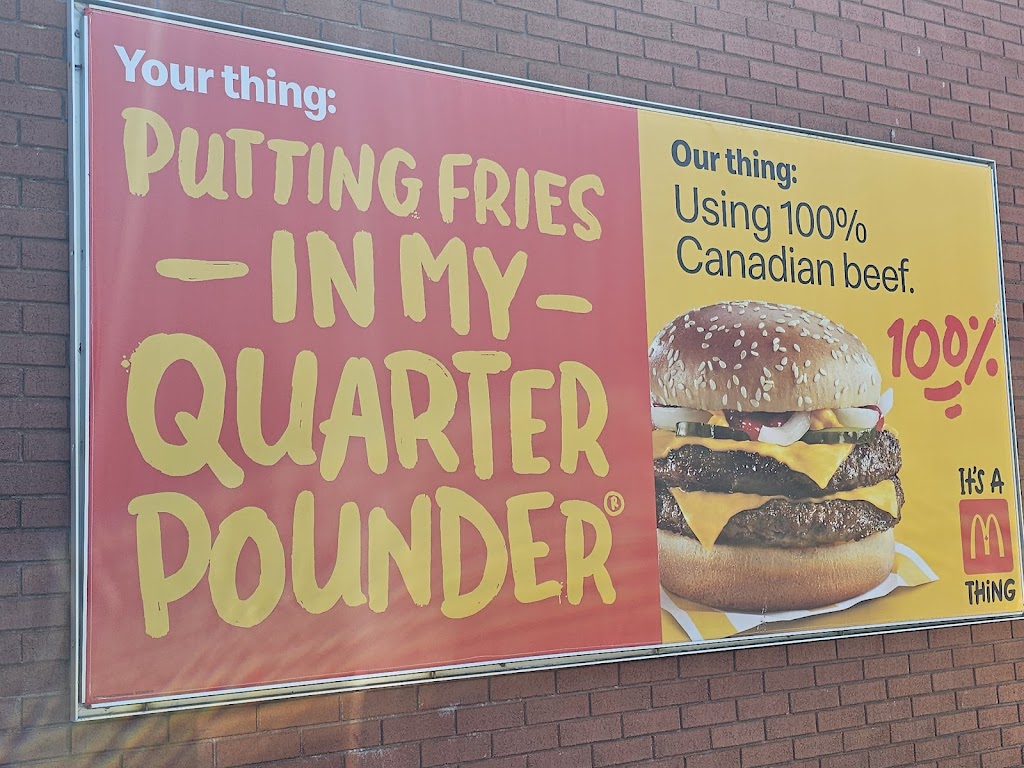 Your thing:
PUTTING FRIES
– IN MY –
QUARTER
POUNDER®
Our thing:
Using 100%
Canadian beef.
100%
IT'S A
THING